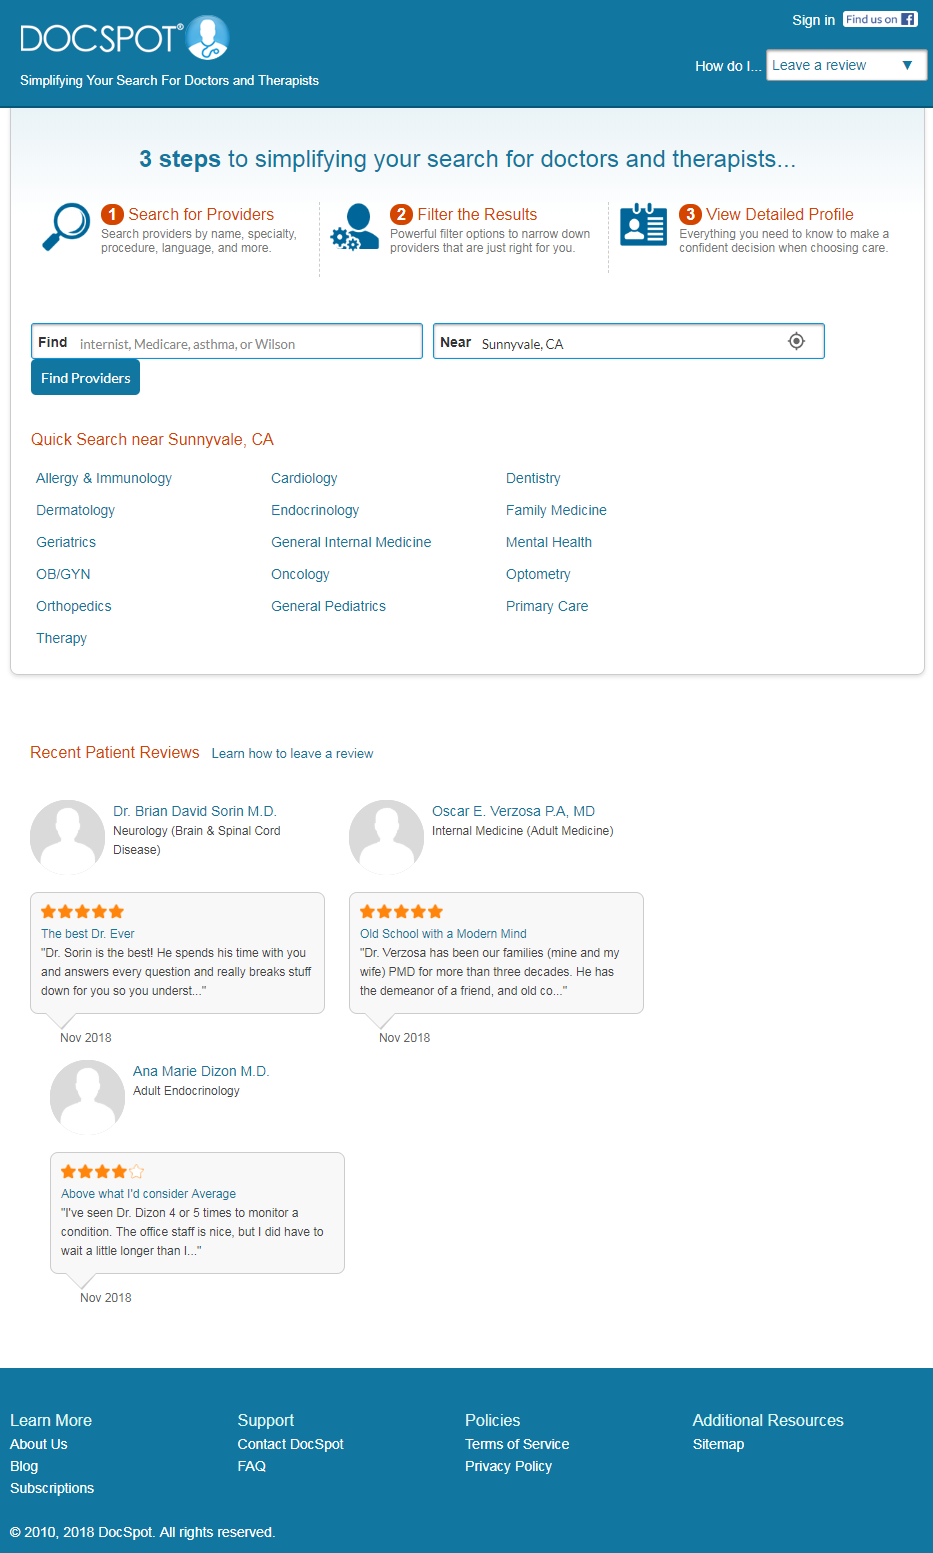 DOCSPOT®
Sign in
Find us on
Simplifying Your Search For Doctors and Therapists
How do I...
Leave a review ▼
3 steps to simplifying your search for doctors and therapists...
1 Search for Providers
Search providers by name, specialty,
procedure, language, and more.
2 Filter the Results
Powerful filter options to narrow down
providers that are just right for you.
3 View Detailed Profile
Everything you need to know to make a
confident decision when choosing care.
Find internist, Medicare, asthma, or Wilson
Near Sunnyvale, CA
Find Providers
Quick Search near Sunnyvale, CA
Allergy & Immunology
Cardiology
Dentistry
Dermatology
Endocrinology
Family Medicine
Geriatrics
General Internal Medicine
Mental Health
OB/GYN
Oncology
Optometry
Orthopedics
General Pediatrics
Primary Care
Therapy
Recent Patient Reviews Learn how to leave a review
Dr. Brian David Sorin M.D.
Neurology (Brain & Spinal Cord
Disease)
The best Dr. Ever
"Dr. Sorin is the best! He spends his time with you
and answers every question and really breaks stuff
down for you so you underst..."
Nov 2018
Oscar E. Verzosa P.A, MD
Internal Medicine (Adult Medicine)
Old School with a Modern Mind
"Dr. Verzosa has been our families (mine and my
wife) PMD for more than three decades. He has
the demeanor of a friend, and old co..."
Nov 2018
Ana Marie Dizon M.D.
Adult Endocrinology
Above what I'd consider Average
"I've seen Dr. Dizon 4 or 5 times to monitor a
condition. The office staff is nice, but I did have to
wait a little longer than I..."
Nov 2018
Learn More
About Us
Blog
Subscriptions
Support
Contact DocSpot
FAQ
Policies
Terms of Service
Privacy Policy
Additional Resources
Sitemap
© 2010, 2018 DocSpot. All rights reserved.